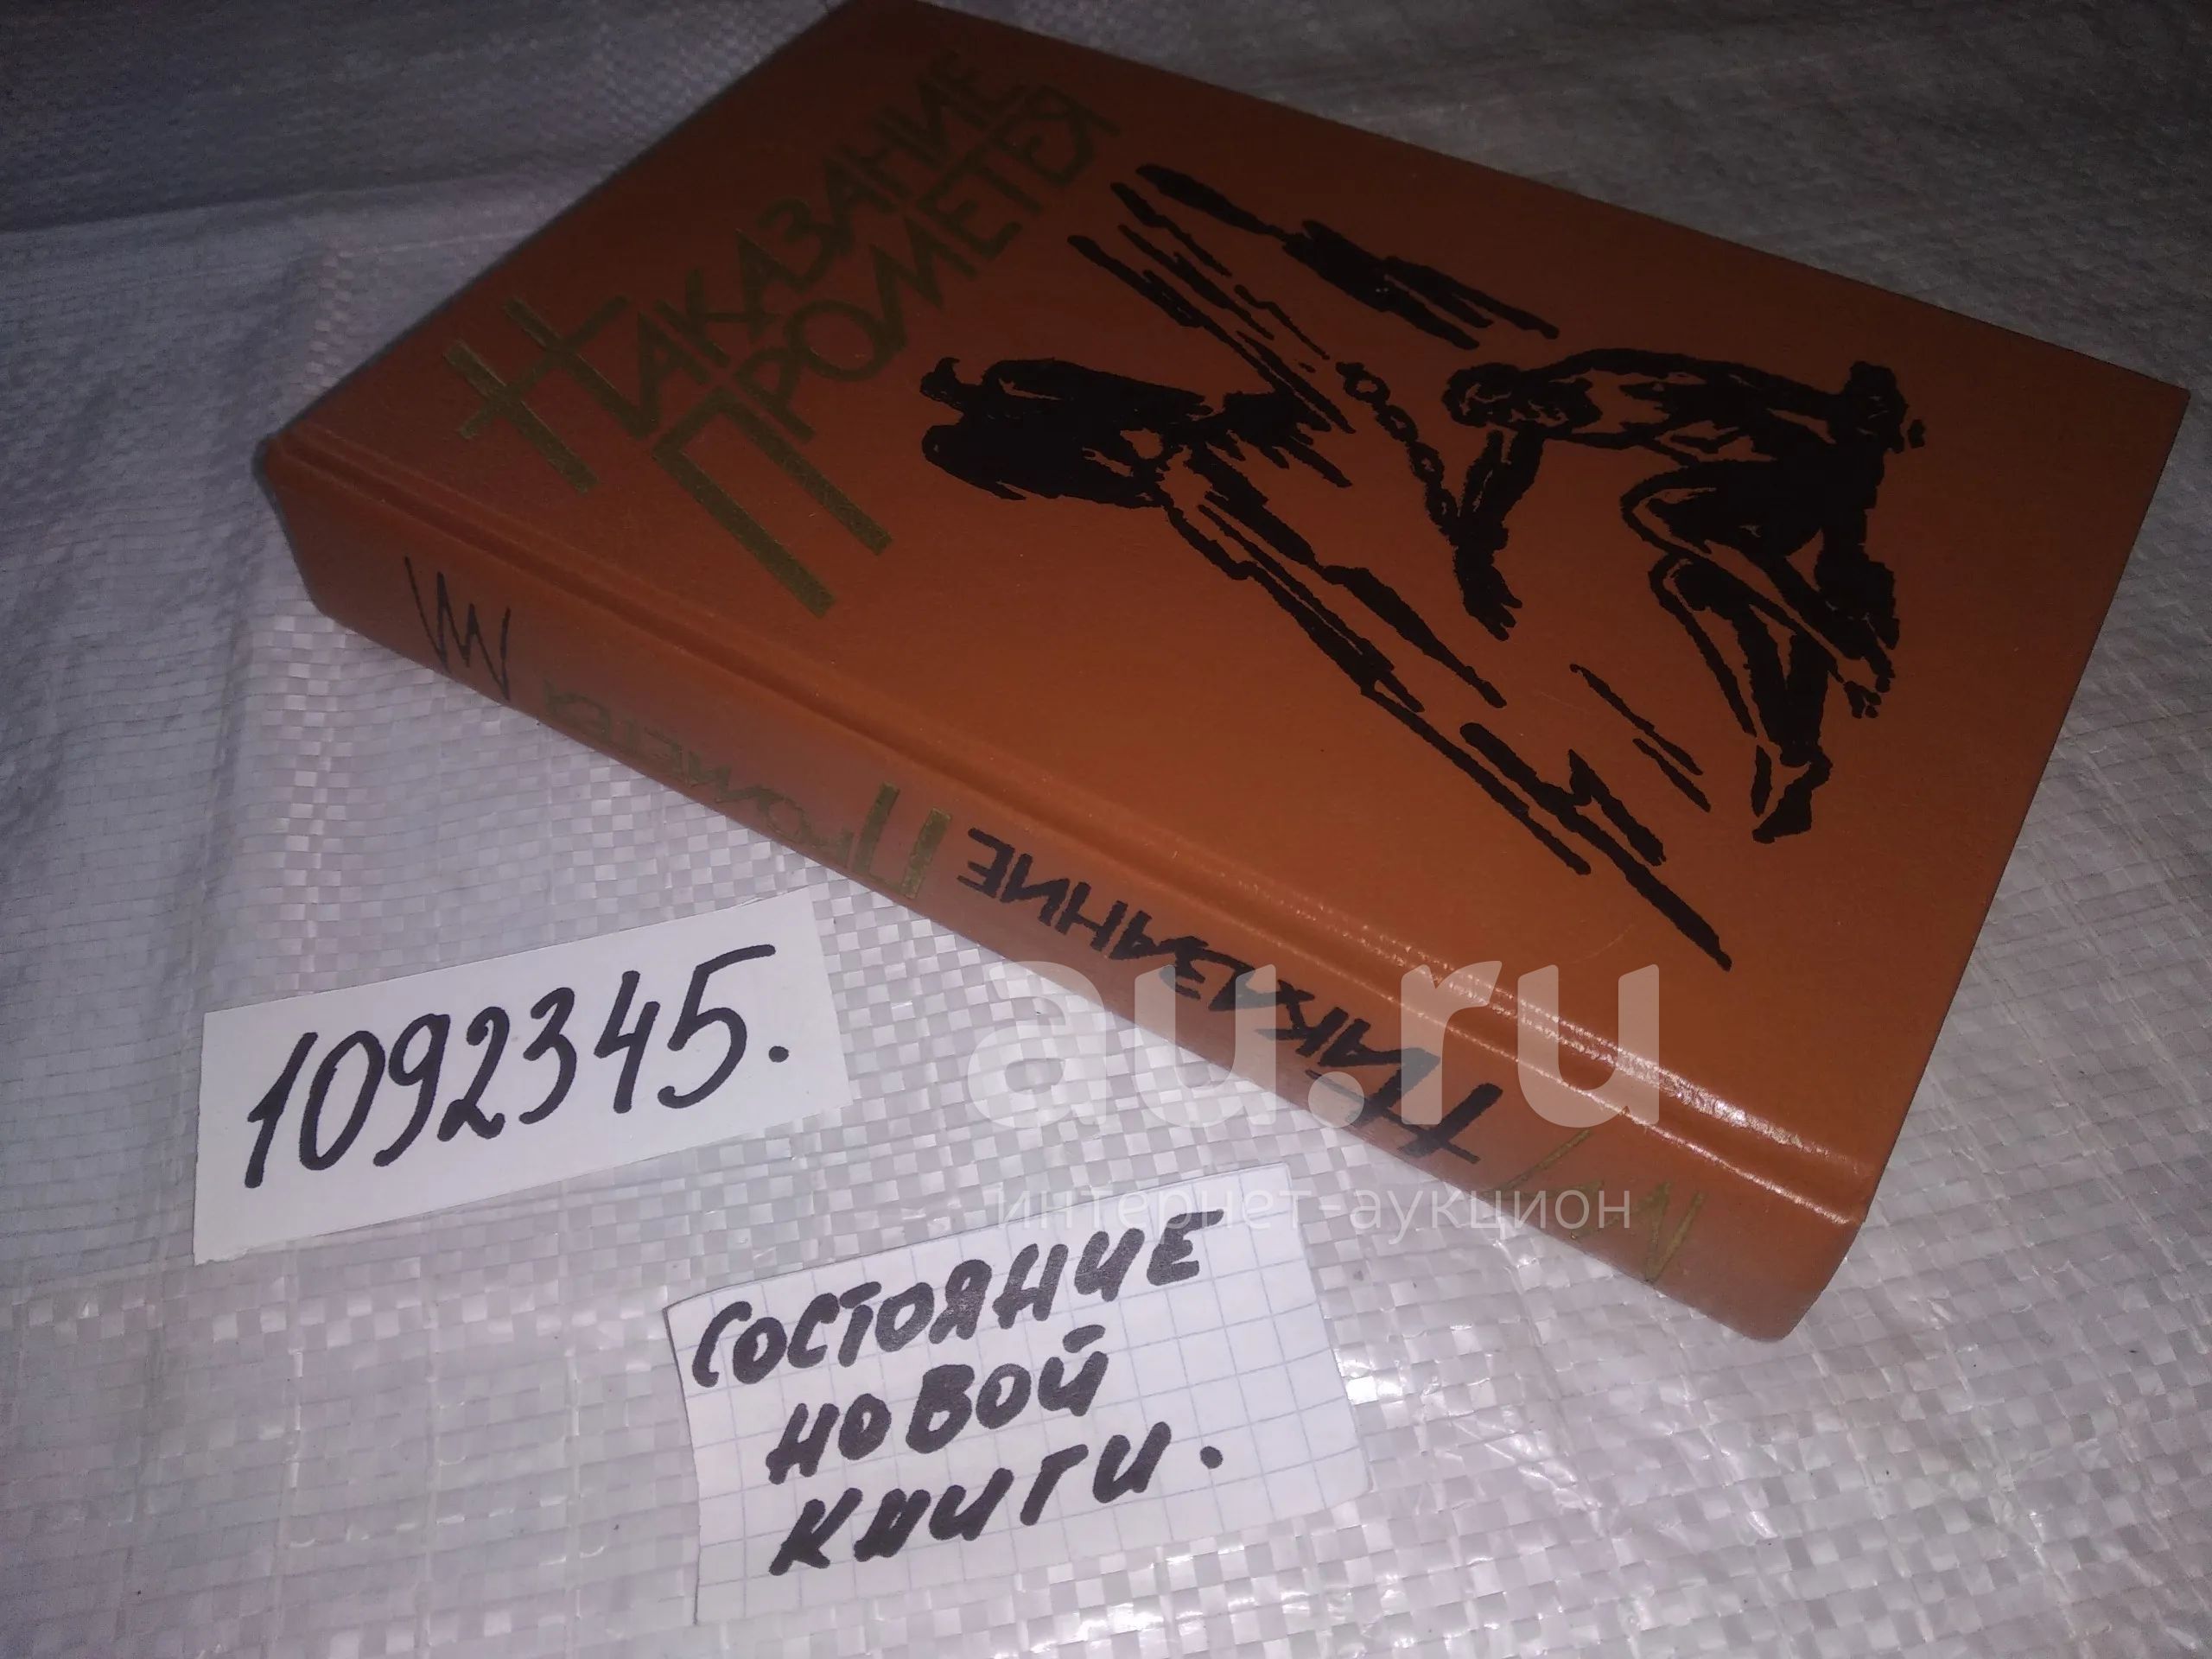 НАКАЗАНИЕ
ПРОМЕТЕЯ
НАКАЗАНИЕ ПРОМЕТЕЯ
au.ru
интернет-аукцион
1092345.
СОСТОЯНИЕ
НОВОЙ
КНИГИ.